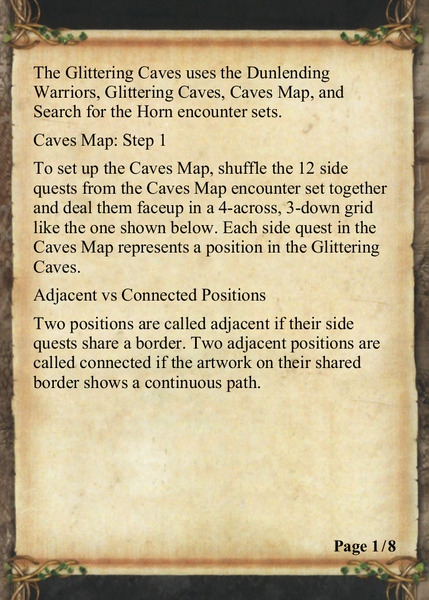 The Glittering Caves uses the Dunlending
Warriors, Glittering Caves, Caves Map, and
Search for the Horn encounter sets.
Caves Map: Step 1
To set up the Caves Map, shuffle the 12 side
quests from the Caves Map encounter set together
and deal them faceup in a 4-across, 3-down grid
like the one shown below. Each side quest in the
Caves Map represents a position in the Glittering
Caves.
Adjacent vs Connected Positions
Two positions are called adjacent if their side
quests share a border. Two adjacent positions are
called connected if the artwork on their shared
border shows a continuous path.
Page 1/8